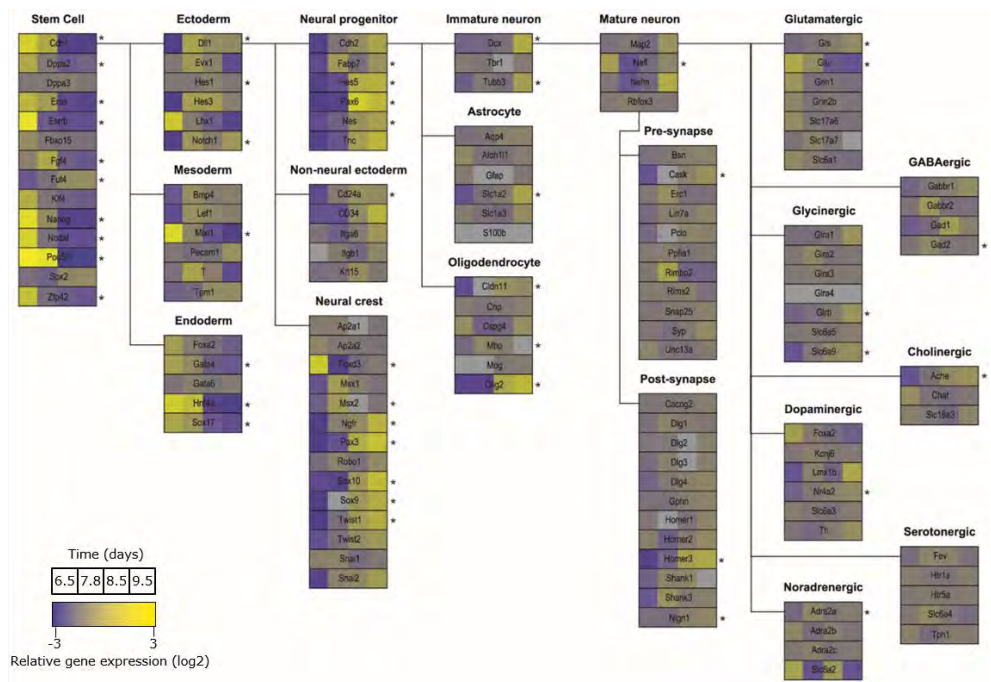 Stem Cell
Cdh1 *
Dppa2 *
Dppa3
Eras *
Esrrb *
Fbxo15
Fgf4 *
Fut4 *
Klf4
Nanog *
Nodal *
Pou5f1 *
Sox2
Zfp42 *
Ectoderm
Dll1 *
Evx1
Hes1 *
Hes3
Lhx1
Notch1 *
Mesoderm
Bmp4
Lef1
Mixl1 *
Pecam1
T
Tpm1
Endoderm
Foxa2
Gata4 *
Gata6
Hnf4a *
Sox17 *
Neural progenitor
Cdh2
Fabp7 *
Hes5 *
Pax6 *
Nes *
Tnc
Non-neural ectoderm
Cd24a *
CD34
Itga6
Itgb1
Krt15
Neural crest
Ap2a1
Ap2a2
Foxd3 *
Msx1
Msx2 *
Ngfr *
Pax3 *
Robo1
Sox10 *
Sox9 *
Twist1 *
Twist2
Snai1
Snai2
Immature neuron
Dcx *
Tbr1
Tubb3 *
Astrocyte
Aqp4
Aldh1l1
Gfap
Slc1a2 *
Slc1a3
S100b
Oligodendrocyte
Cldn11 *
Cnp
Cspg4
Mbp *
Mog
Olig2 *
Mature neuron
Map2
Nefl *
Nefm
Rbfox3
Pre-synapse
Bsn
Cask *
Erc1
Lin7a
Pclo
Ppfia1
Rimbp2
Rims2
Snap25
Syp
Unc13a
Post-synapse
Cacng2
Dlg1
Dlg2
Dlg3
Dlg4
Gphn
Homer1
Homer2
Homer3 *
Shank1
Shank3
Nlgn1 *
Glutamatergic
Gls *
Glul *
Grin1
Grin2b
Slc17a6
Slc17a7
Slc6a1
Glycinergic
Glra1
Glra2
Glra3
Glra4
Glrb *
Slc6a5
Slc6a9 *
Dopaminergic
Foxa2
Kcnj6
Lmx1b
Nr4a2 *
Slc6a3
Th
Noradrenergic
Adra2a *
Adra2b
Adra2c
Slc6a2
GABAergic
Gabbr1
Gabbr2
Gad1
Gad2 *
Cholinergic
Ache *
Chat
Slc18a3
Serotonergic
Fev
Htr1a
Htr5a
Slc6a4
Tph1
Time (days)
6.5 7.8 8.5 9.5
-3 3
Relative gene expression (log2)